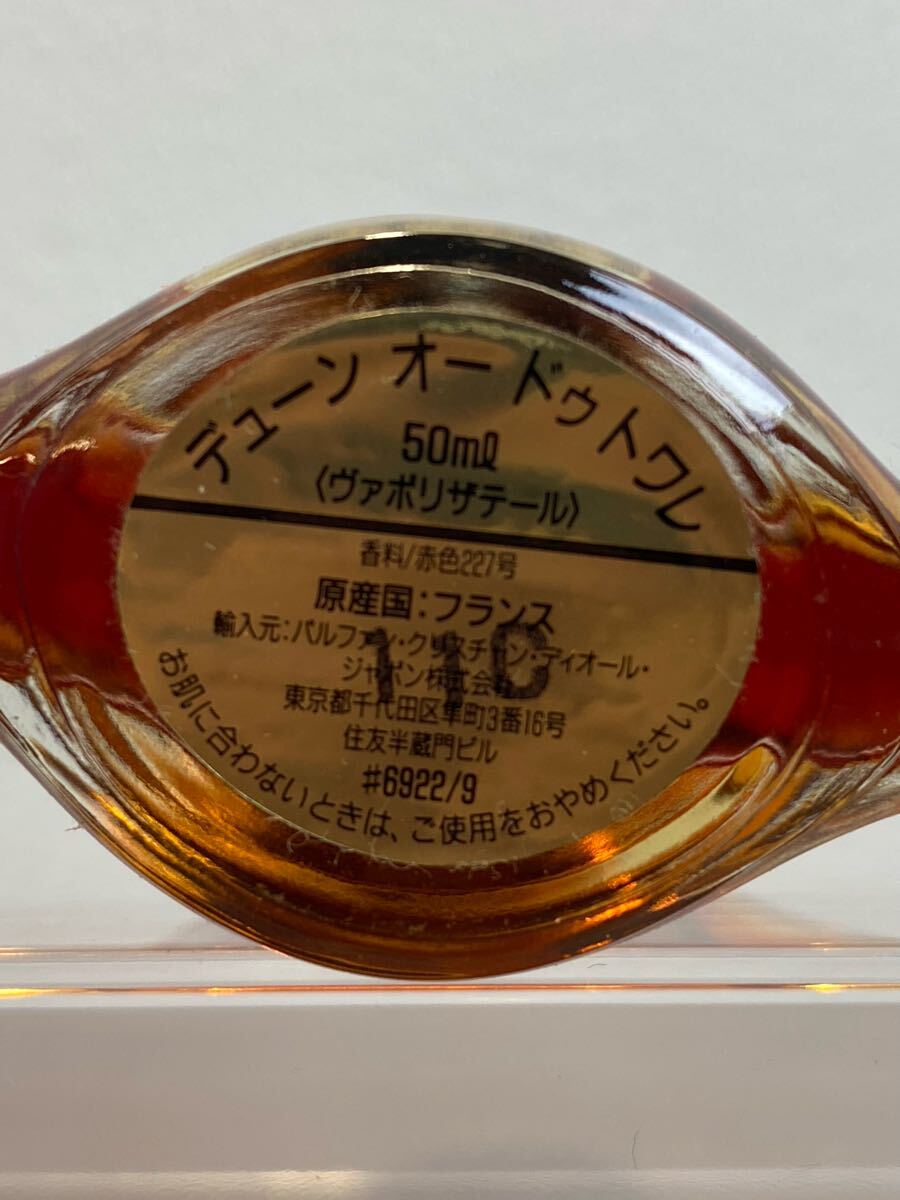 デューン オー ドゥ トワレ
50mℓ
〈ヴァポリザテール〉
香料/赤色227号
原産国：フランス
輸入元：パルファン・クリスチャン・ディオール・
ジャポン株式会社
東京都千代田区隼町3番16号
住友半蔵門ビル
#6922/9
お肌に合わないときは、ご使用をおやめください。